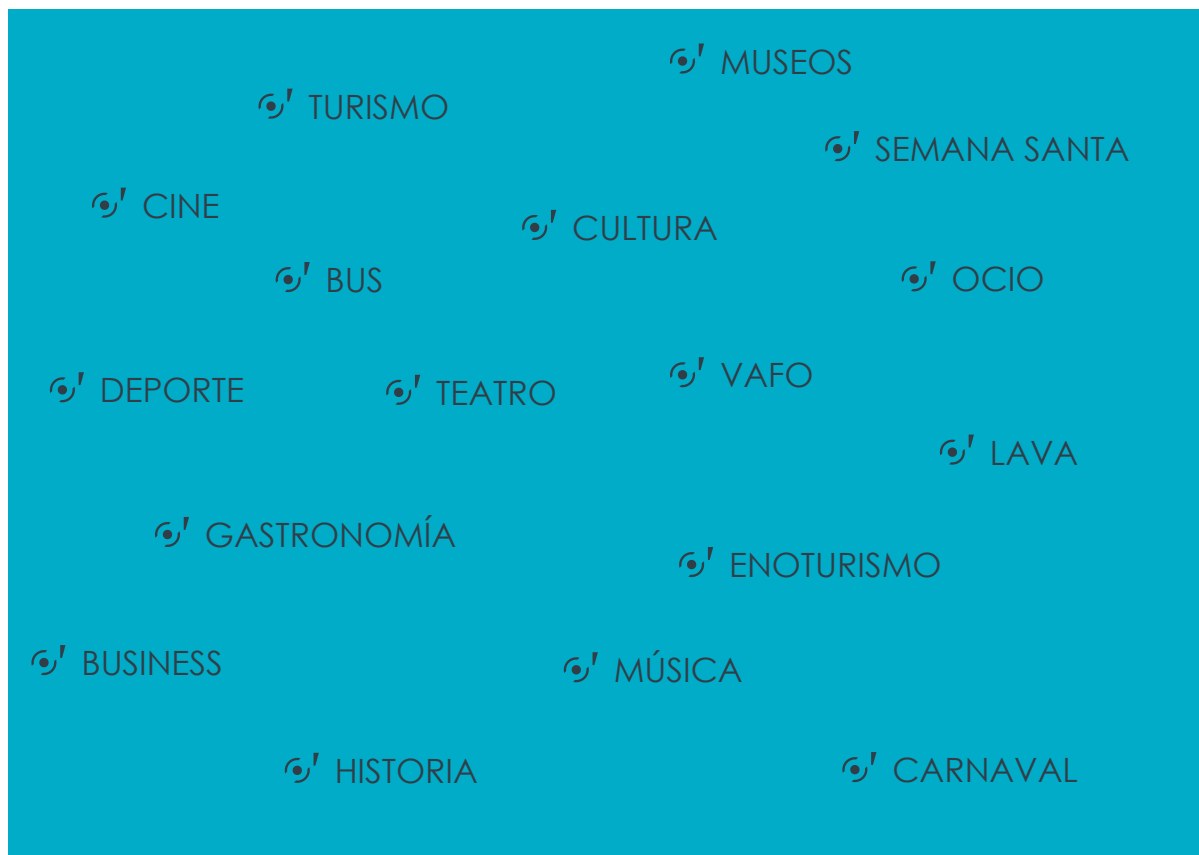 MUSEOS
TURISMO
SEMANA SANTA
CINE
CULTURA
BUS
OCIO
DEPORTE
TEATRO
VAFO
LAVA
GASTRONOMÍA
ENOTURISMO
BUSINESS
MÚSICA
HISTORIA
CARNAVAL